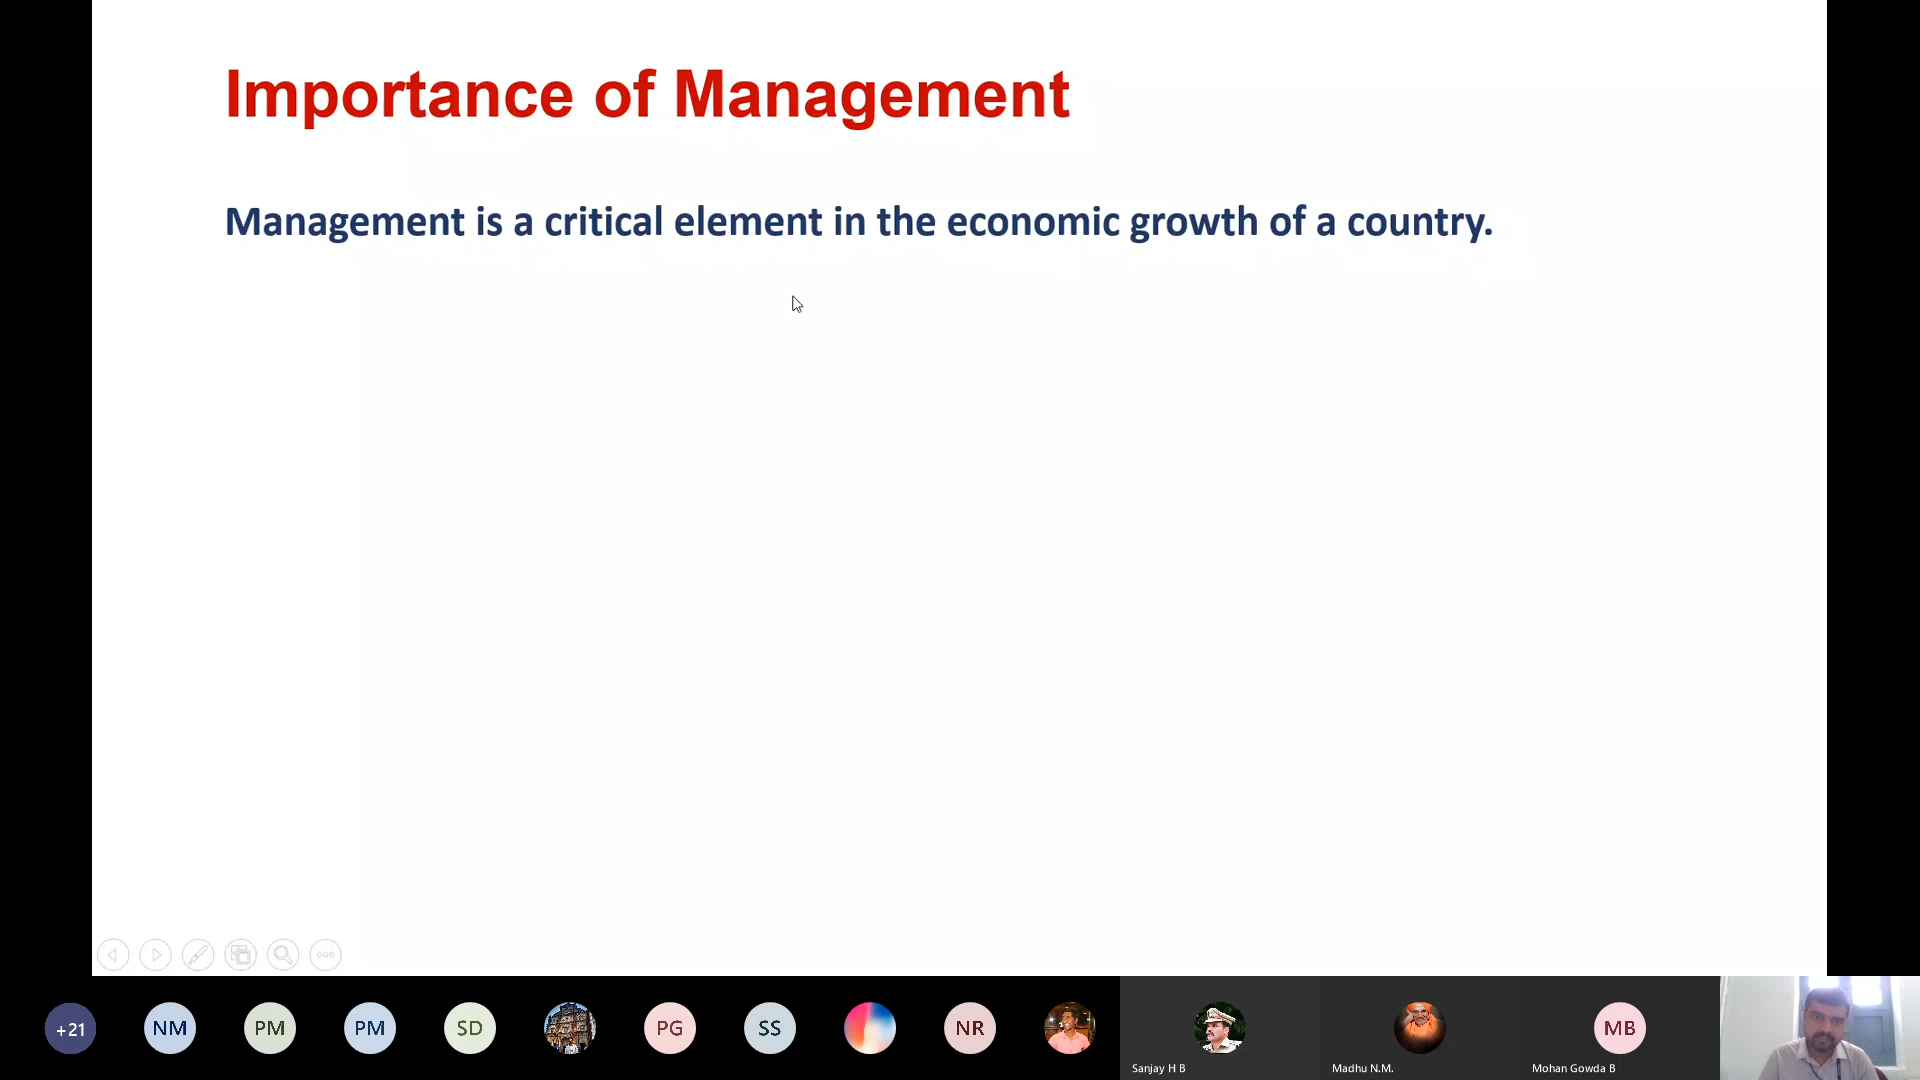 Importance of Management
Management is a critical element in the economic growth of a country.
+21
NM
PM
PM
SD
PG
SS
NR
MB
Sanjay H B
Madhu N.M.
Mohan Gowda B